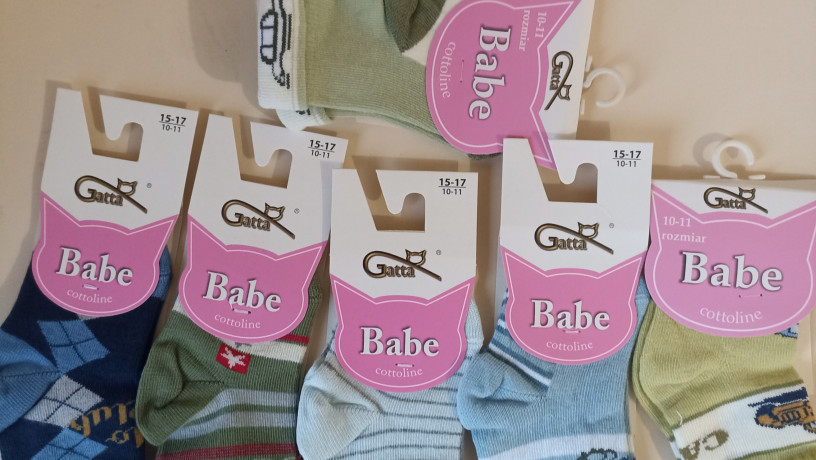 10-11
rozmiar
Gatta
Babe
cottoline
15-17
10-11
Gatta
®
Babe
cottoline
15-17
10-11
Gatta
®
Babe
cottoline
15-17
10-11
Gatta
®
Babe
cottoline
15-17
10-11
Gatta
®
Babe
cottoline
Gatta
10-11
rozmiar
Babe
cottoline